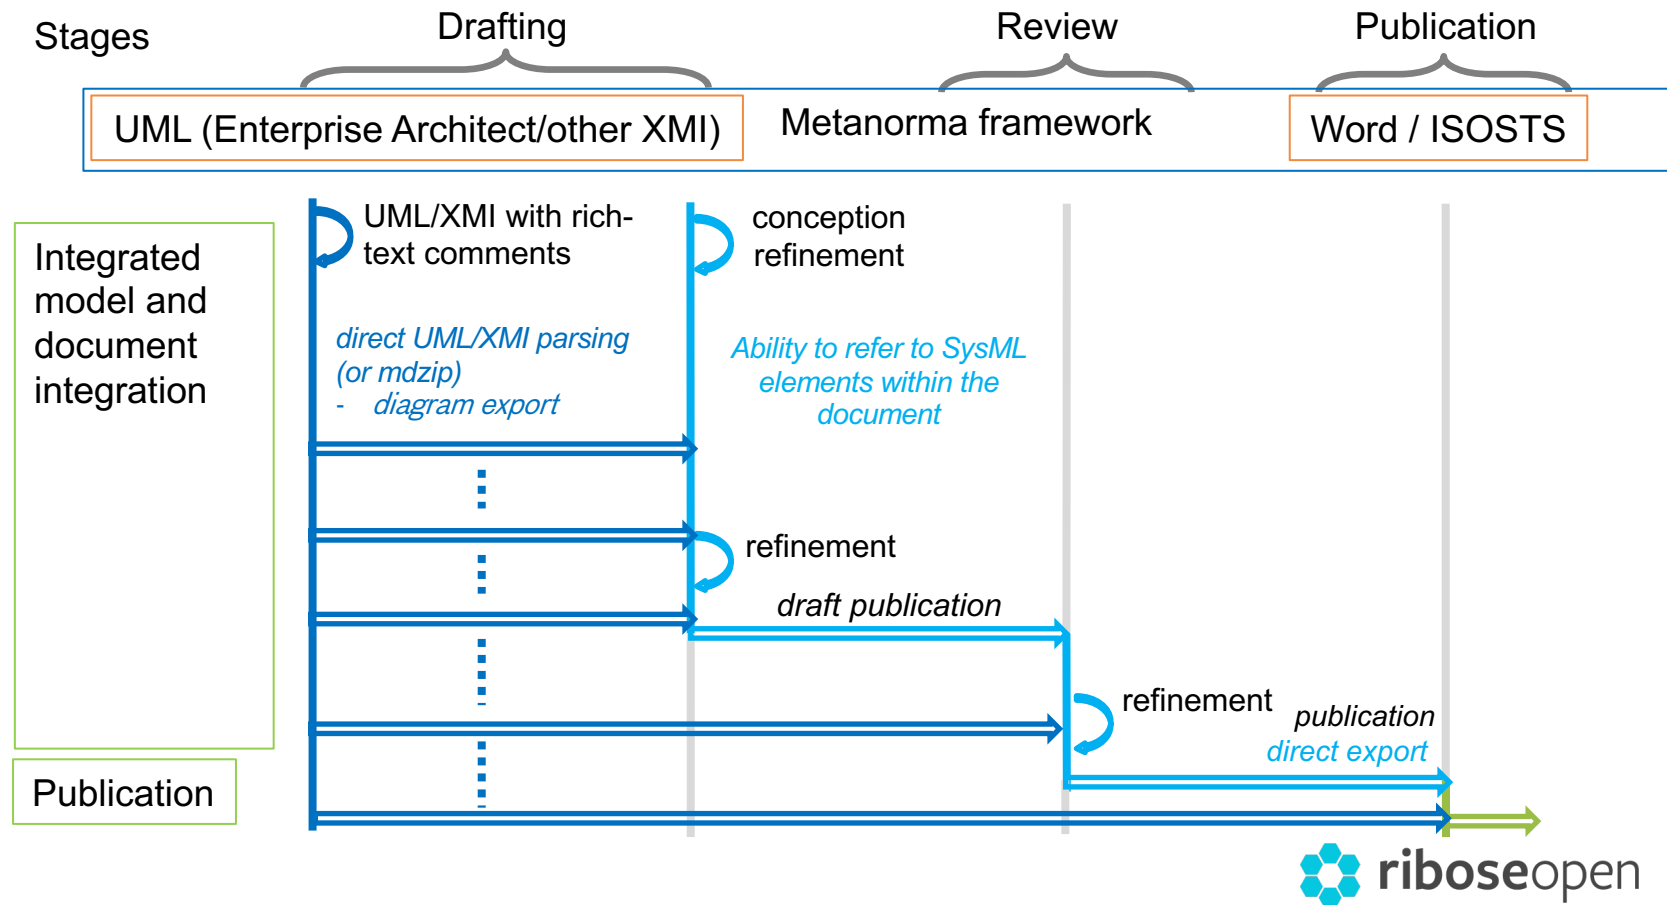 Stages
Drafting
Review
Publication
UML (Enterprise Architect/other XMI)
Metanorma framework
Word / ISOSTS
Integrated
model and
document
integration
UML/XMI with rich-
text comments
conception
refinement
direct UML/XMI parsing
(or mdzip)
- diagram export
Ability to refer to SysML
elements within the
document
refinement
draft publication
refinement
publication
direct export
Publication
riboseopen